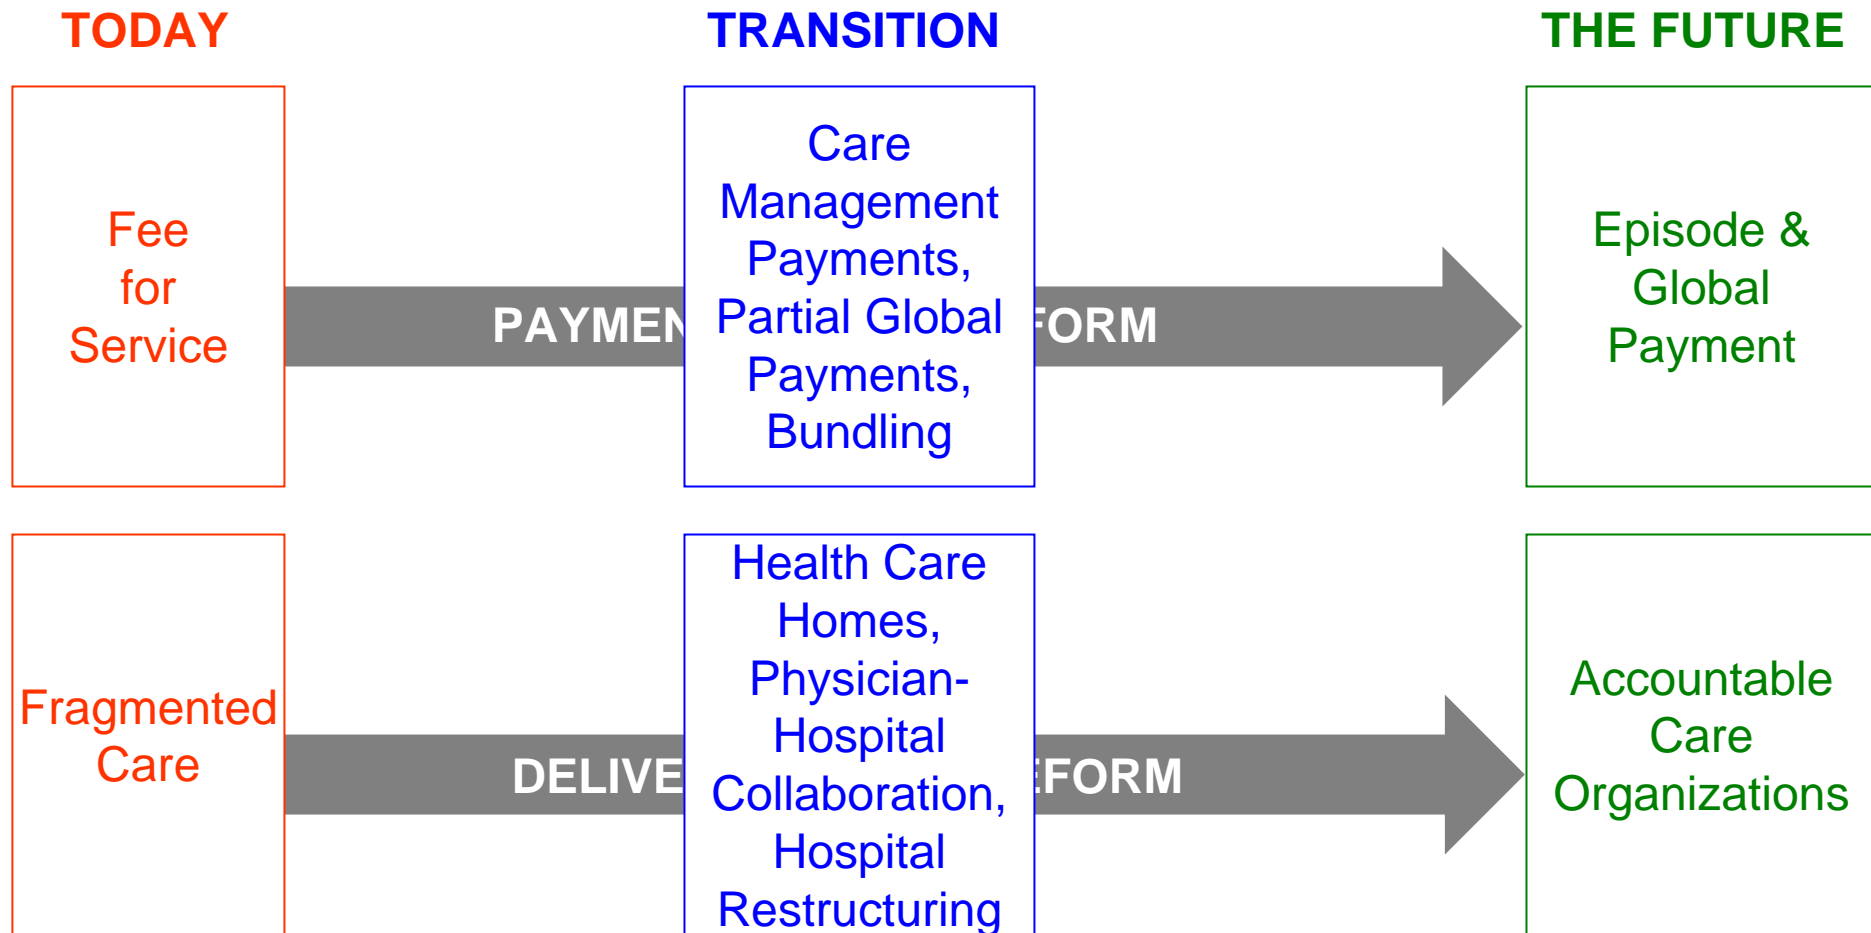 TODAY
TRANSITION
THE FUTURE
Fee
for
Service
PAYMEN
FORM
Care
Management
Payments,
Partial Global
Payments,
Bundling
Episode &
Global
Payment
Fragmented
Care
DELIVE
EFORM
Health Care
Homes,
Physician-
Hospital
Collaboration,
Hospital
Restructuring
Accountable
Care
Organizations